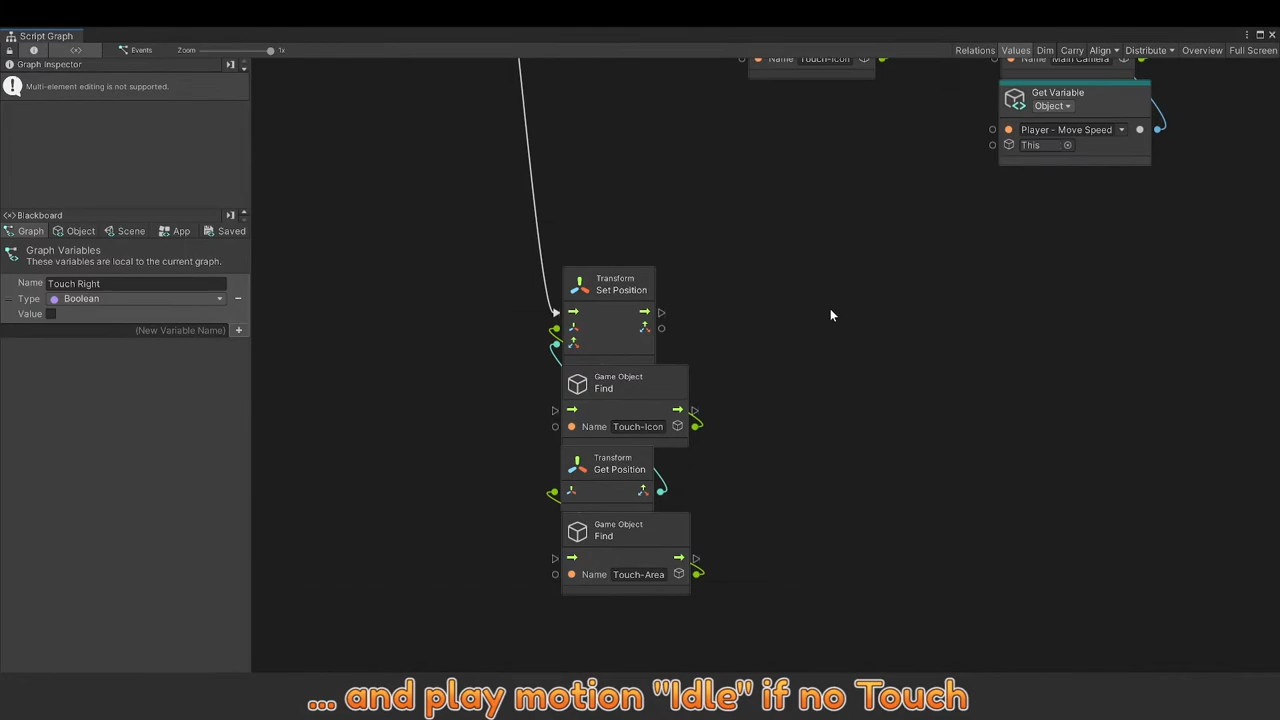 Script Graph
Events
Zoom
1x
Relations
Values
Dim
Carry
Align
Distribute
Overview
Full Screen
Graph Inspector
Multi-element editing is not supported.
Name Touch-Icon
Name Main Camera
Get Variable
Object
Player - Move Speed
This
Blackboard
Graph
Object
Scene
App
Saved
Graph Variables
These variables are local to the current graph.
Name Touch Right
Type Boolean
Value
(New Variable Name)
Transform
Set Position
Game Object
Find
Name Touch-Icon
Transform
Get Position
Game Object
Find
Name Touch-Area
... and play motion "Idle" if no Touch